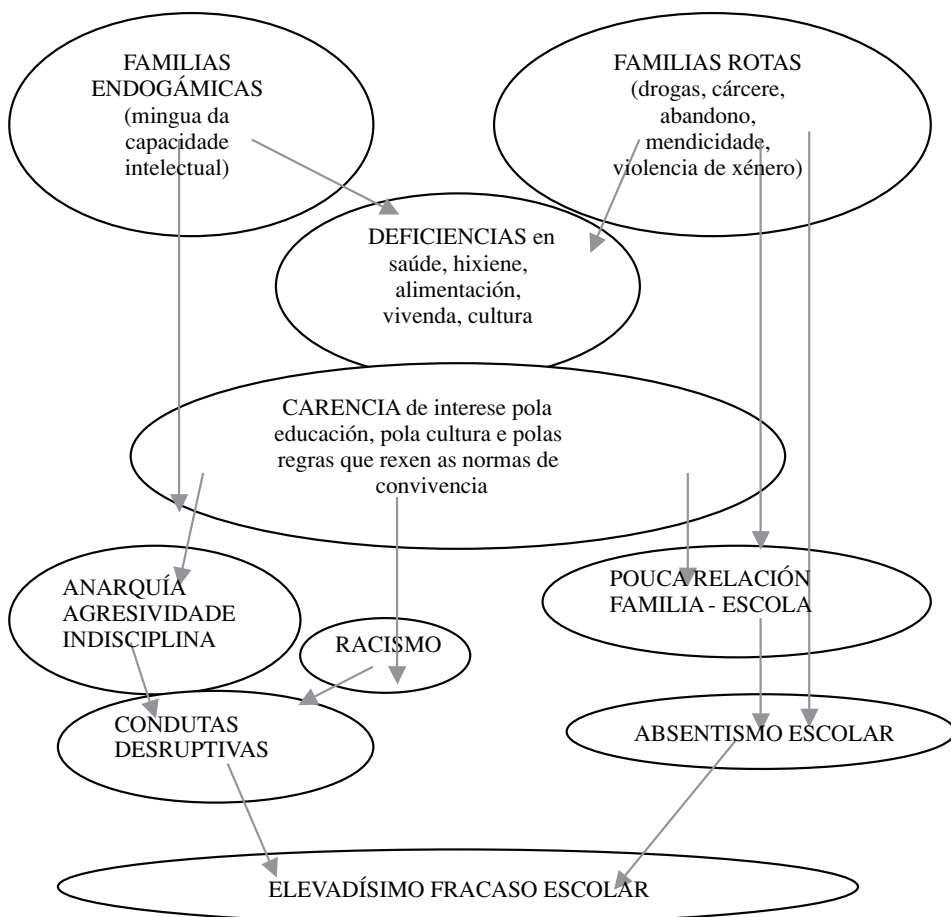 FAMILIAS
ENDOGÁMICAS
(mingua da
capacidade
intelectual)
FAMILIAS ROTAS
(drogas, cárcere,
abandono,
mendicidade,
violencia de xénero)
DEFICIENCIAS en
saúde, hixiene,
alimentación,
vivenda, cultura
CARENCIA de interese pola
educación, pola cultura e polas
regras que rexen as normas de
convivencia
ANARQUÍA
AGRESIVIDADE
INDISCIPLINA
RACISMO
POUCA RELACIÓN
FAMILIA - ESCOLA
CONDUTAS
DESRUPTIVAS
ABSENTISMO ESCOLAR
ELEVADÍSIMO FRACASO ESCOLAR